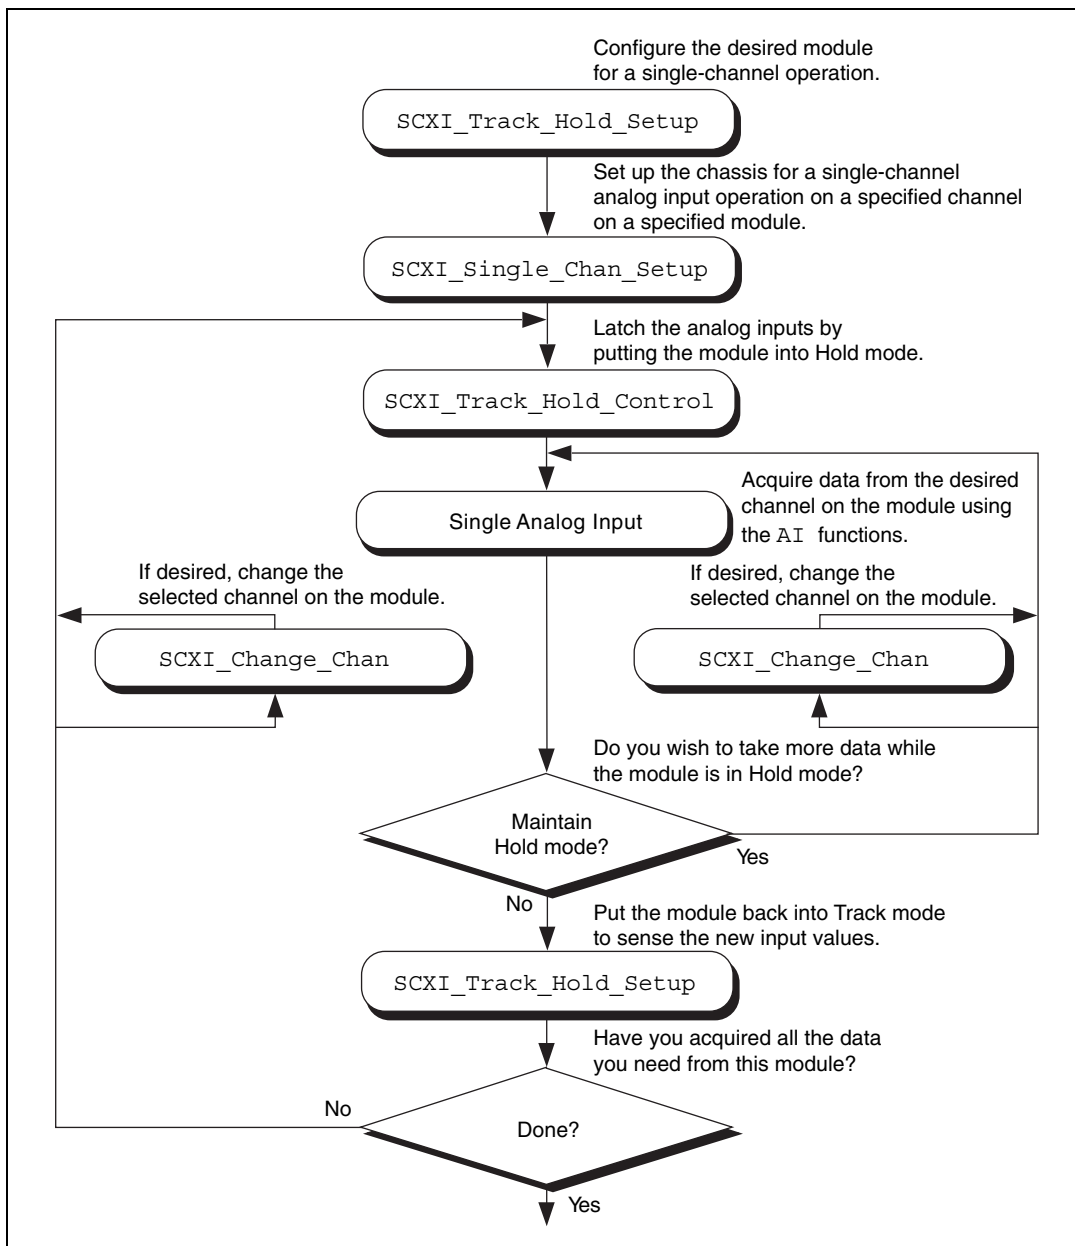 Configure the desired module
for a single-channel operation.
SCXI_Track_Hold_Setup
Set up the chassis for a single-channel
analog input operation on a specified channel
on a specified module.
SCXI_Single_Chan_Setup
Latch the analog inputs by
putting the module into Hold mode.
SCXI_Track_Hold_Control
Acquire data from the desired
channel on the module using
the AI functions.
Single Analog Input
If desired, change the
selected channel on the module.
SCXI_Change_Chan
If desired, change the
selected channel on the module.
SCXI_Change_Chan
Do you wish to take more data while
the module is in Hold mode?
Maintain
Hold mode?
Yes
No
Put the module back into Track mode
to sense the new input values.
SCXI_Track_Hold_Setup
Have you acquired all the data
you need from this module?
No
Done?
Yes